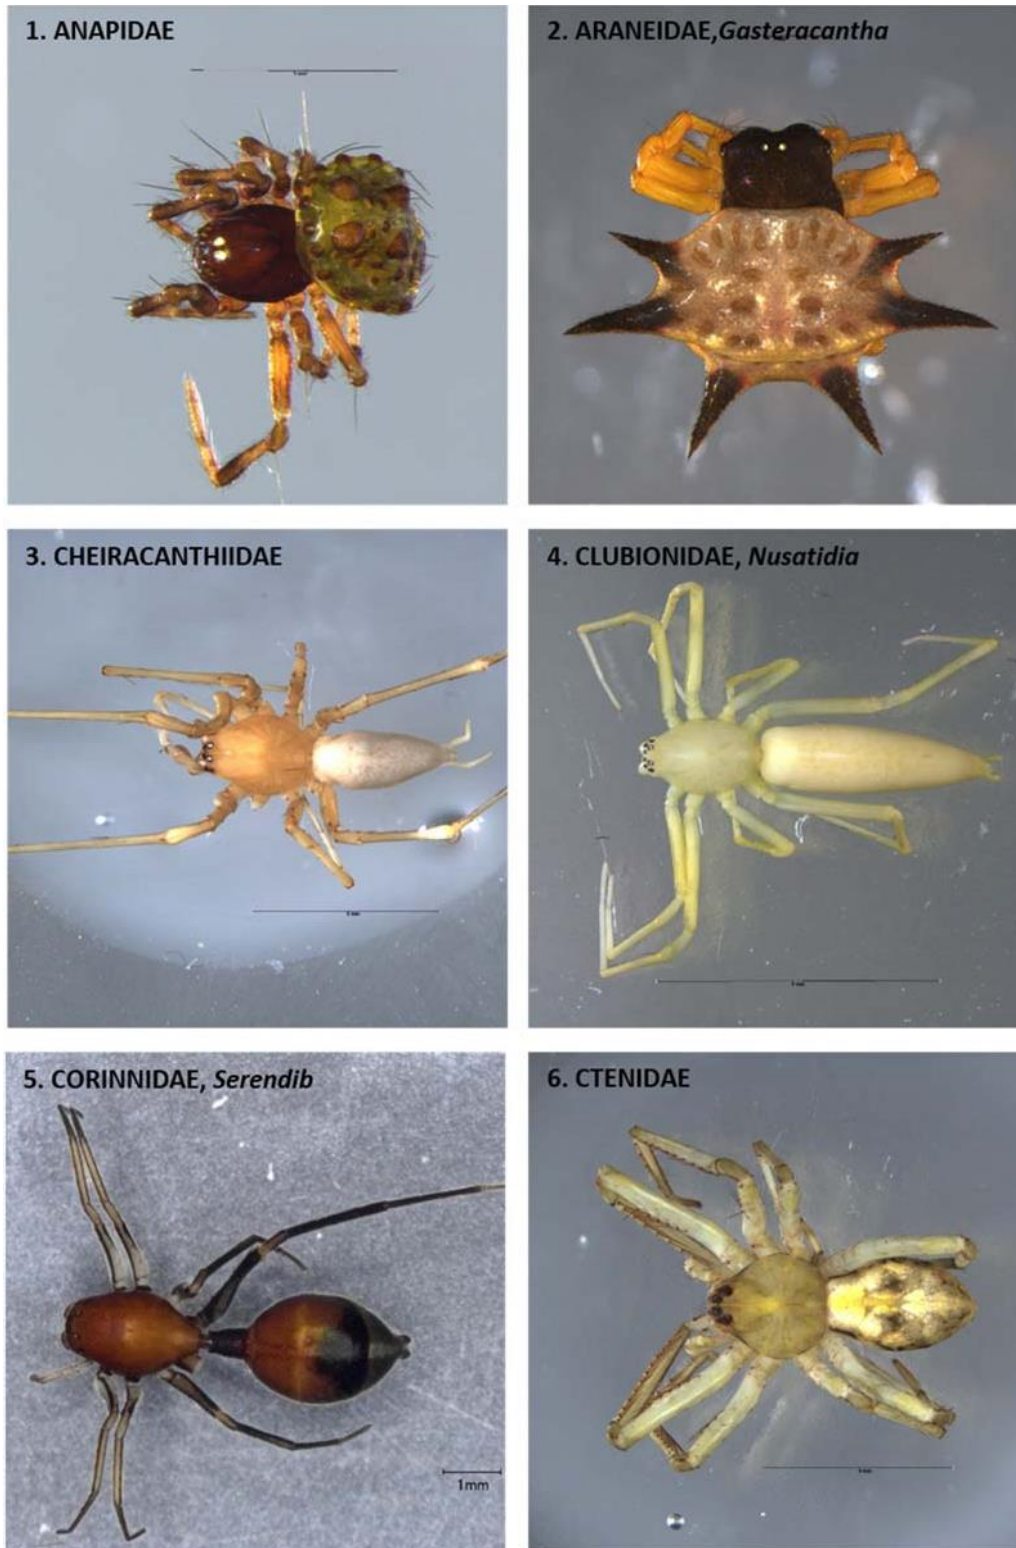 1. ANAPIDAE
2. ARANEIDAE,Gasteracantha
3. CHEIRACANTHIIDAE
4. CLUBIONIDAE, Nusatidia
5. CORINNIDAE, Serendib
1mm
6. CTENIDAE